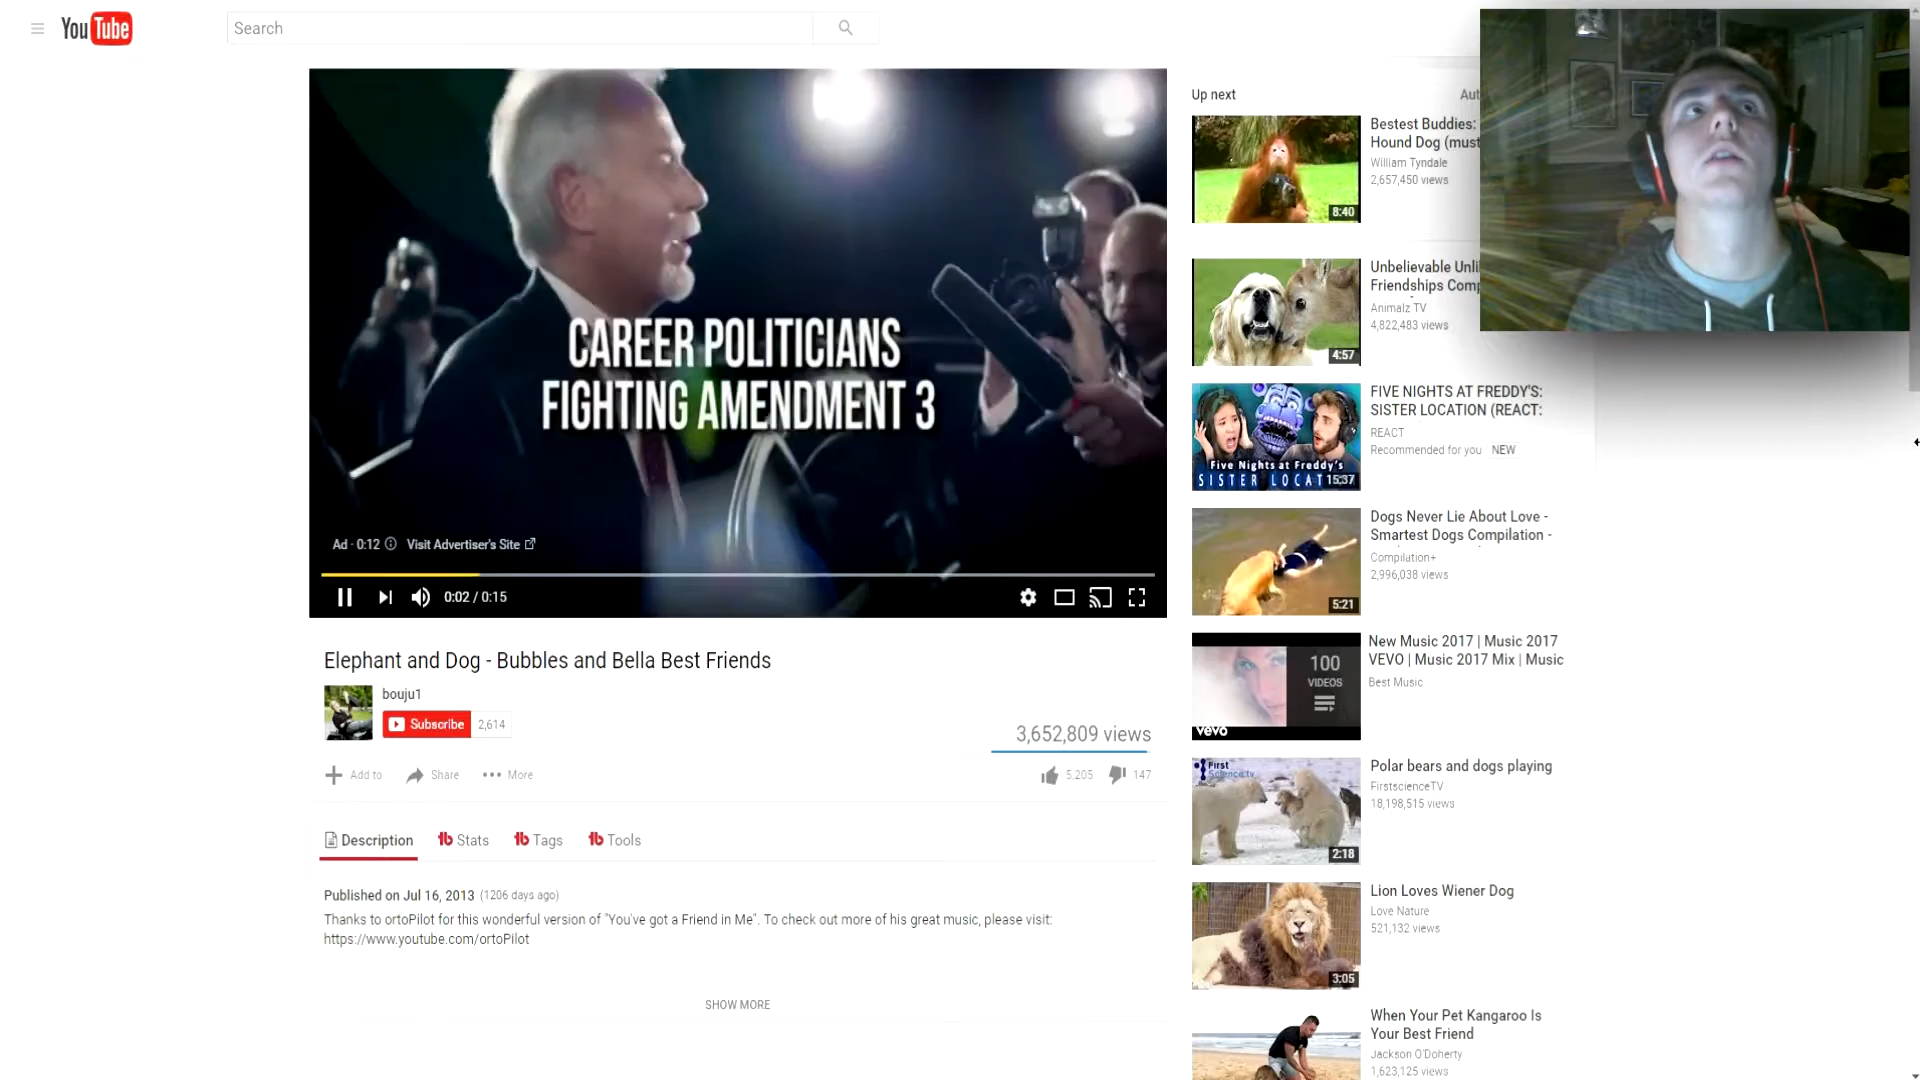 YouTube
Search
CAREER POLITICIANS
FIGHTING AMENDMENT 3
Ad · 0:12
Visit Advertiser's Site
0:02 / 0:15
Elephant and Dog - Bubbles and Bella Best Friends
bouju1
Subscribe 2,614
3,652,809 views
Add to Share More
5,205 147
Description Stats Tags Tools
Published on Jul 16, 2013 (1206 days ago)
Thanks to ortoPilot for this wonderful version of "You've got a Friend in Me". To check out more of his great music, please visit:
https://www.youtube.com/ortoPilot
SHOW MORE
Up next
Bestest Buddies:
Hound Dog (must
William Tyndale
2,657,450 views
8:40
Friendships
Animalz TV
4,822,483 views
4:57
FIVE NIGHTS AT FREDDY'S:
SISTER LOCATION (REACT:
REACT
Recommended for you NEW
Five Nights at Freddy's
SISTER
15:37
Dogs Never Lie About Love -
Smartest Dogs Compilation -
Compilation+
2,996,038 views
5:21
New Music 2017 | Music 2017
VEVO | Music 2017 Mix | Music
Best Music
100
VIDEOS
vevo
Polar bears and dogs playing
FirstscienceTV
18,198,515 views
First
Science.tv
2:18
Lion Loves Wiener Dog
Love Nature
521,132 views
3:05
When Your Pet Kangaroo Is
Your Best Friend
Jackson O'Doherty
1,623,125 views